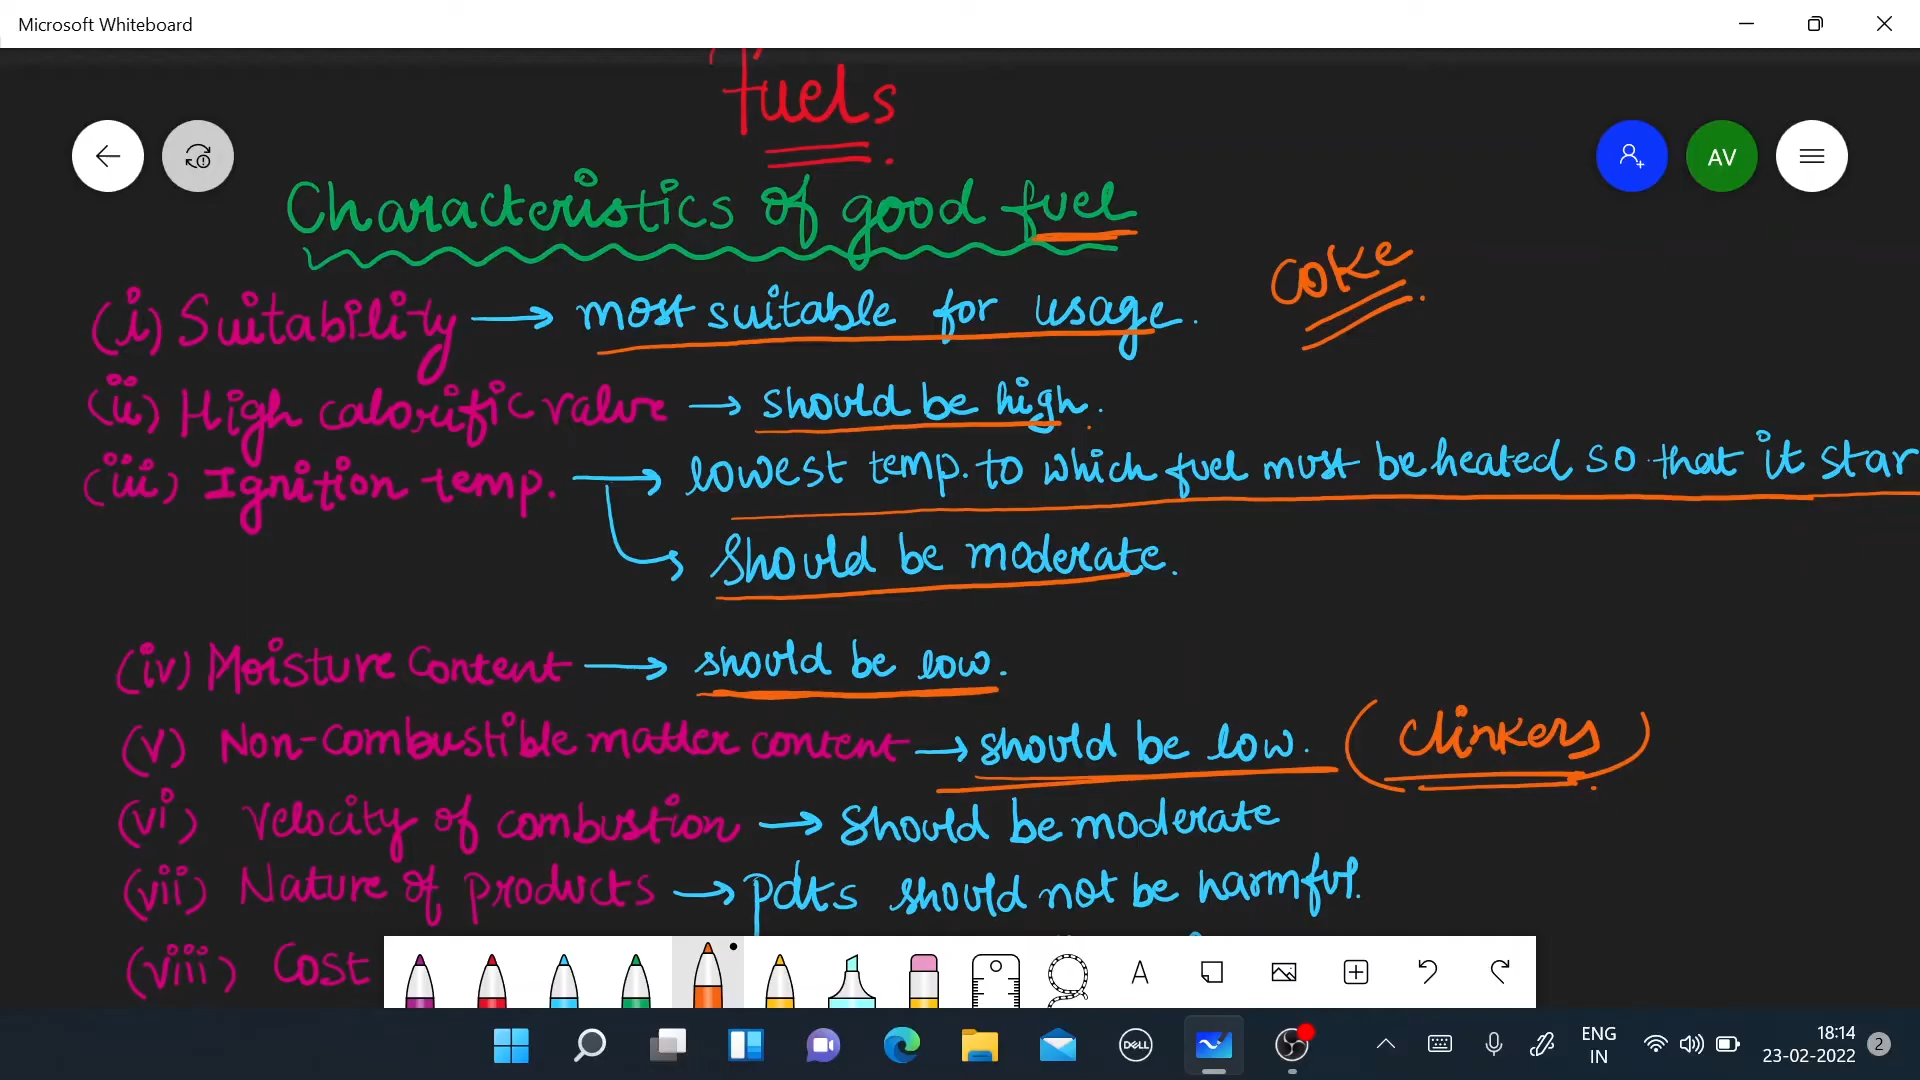 Microsoft Whiteboard
fuels
AV
Characteristics of good fuel
coke
(i) Suitability → most suitable for usage.
(ii) High calorific value → should be high.
(iii) Ignition temp. → lowest temp. to which fuel must be heated so that it star
Should be moderate.
(iv) Moisture Content → should be low.
(v) Non-combustible matter content → should be low. (clinkers)
(vi) Velocity of combustion → Should be moderate
(vii) Nature of products → pdts should not be harmful.
(viii) Cost
A
DELL
ENG
IN
18:14
23-02-2022
2